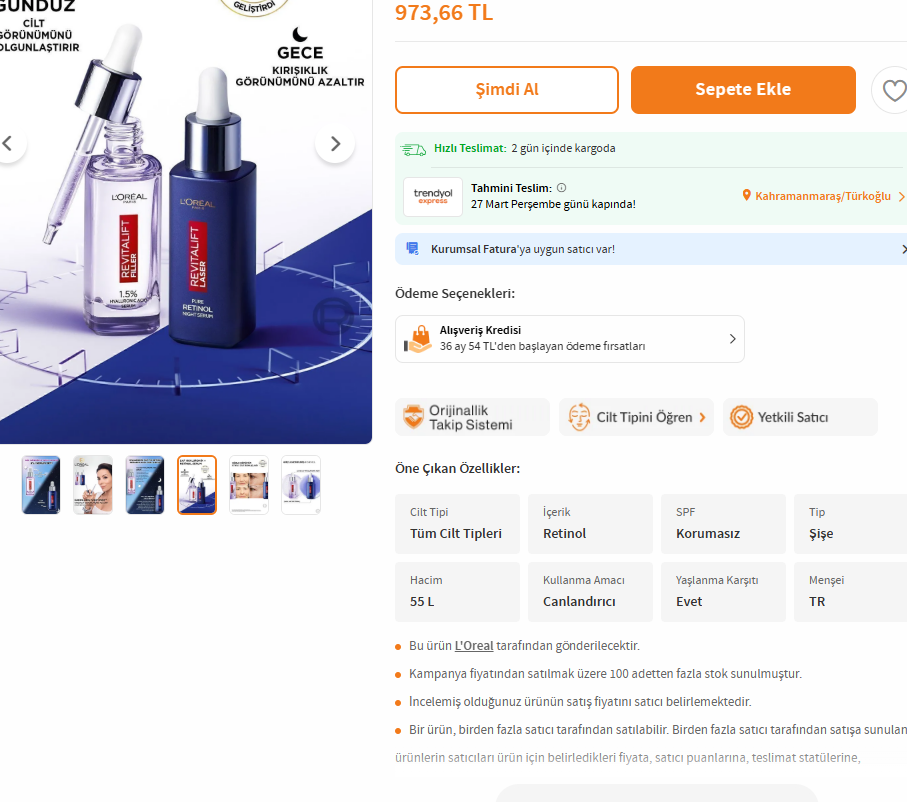 GÜNDÜZ
CİLT
GÖRÜNÜMÜNÜ
OLGUNLAŞTIRIR
GELİŞTİRDİ
GECE
KIRIŞIKLIK
GÖRÜNÜMÜNÜ AZALTIR
L'ORÉAL
PARIS
REVITALIFT
FILLER
1.5%
HYALURONIC ACID
SERUM
L'ORÉAL
PARIS
REVITALIFT
LASER
PURE
RETINOL
NIGHT SERUM
973,66 TL
Şimdi Al
Sepete Ekle
Hızlı Teslimat: 2 gün içinde kargoda
trendyol
express
Tahmini Teslim:
27 Mart Perşembe günü kapında!
Kahramanmaraş/Türkoğlu
Kurumsal Fatura'ya uygun satıcı var!
Ödeme Seçenekleri:
Alışveriş Kredisi
36 ay 54 TL'den başlayan ödeme fırsatları
Orijinallik
Takip Sistemi
Cilt Tipini Öğren
Yetkili Satıcı
Öne Çıkan Özellikler:
Cilt Tipi
Tüm Cilt Tipleri
İçerik
Retinol
SPF
Korumasız
Tip
Şişe
Hacim
55 L
Kullanma Amacı
Canlandırıcı
Yaşlanma Karşıtı
Evet
Menşei
TR
Bu ürün L'Oreal tarafından gönderilecektir.
Kampanya fiyatından satılmak üzere 100 adetten fazla stok sunulmuştur.
İncelemiş olduğunuz ürünün satış fiyatını satıcı belirlemektedir.
Bir ürün, birden fazla satıcı tarafından satılabilir. Birden fazla satıcı tarafından satışa sunulan
ürünlerin satıcıları ürün için belirledikleri fiyata, satıcı puanlarına, teslimat statülerine,